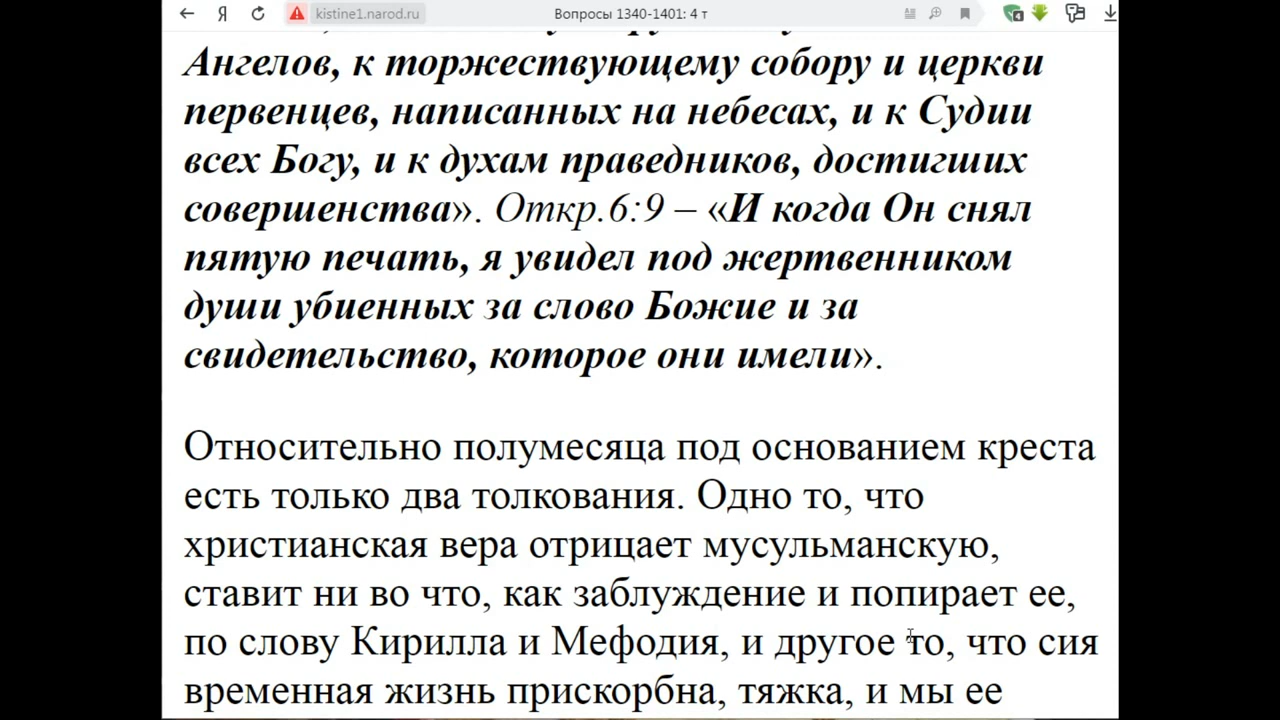 kistine1.narod.ru
Вопросы 1340-1401: 4 т
4
Ангелов, к торжествующему собору и церкви
первенцев, написанных на небесах, и к Судии
всех Богу, и к духам праведников, достигших
совершенства». Откр.6:9 – «И когда Он снял
пятую печать, я увидел под жертвенником
души убиенных за слово Божие и за
свидетельство, которое они имели».
Относительно полумесяца под основанием креста
есть только два толкования. Одно то, что
христианская вера отрицает мусульманскую,
ставит ни во что, как заблуждение и попирает ее,
по слову Кирилла и Мефодия, и другое то, что сия
временная жизнь прискорбна, тяжка, и мы ее